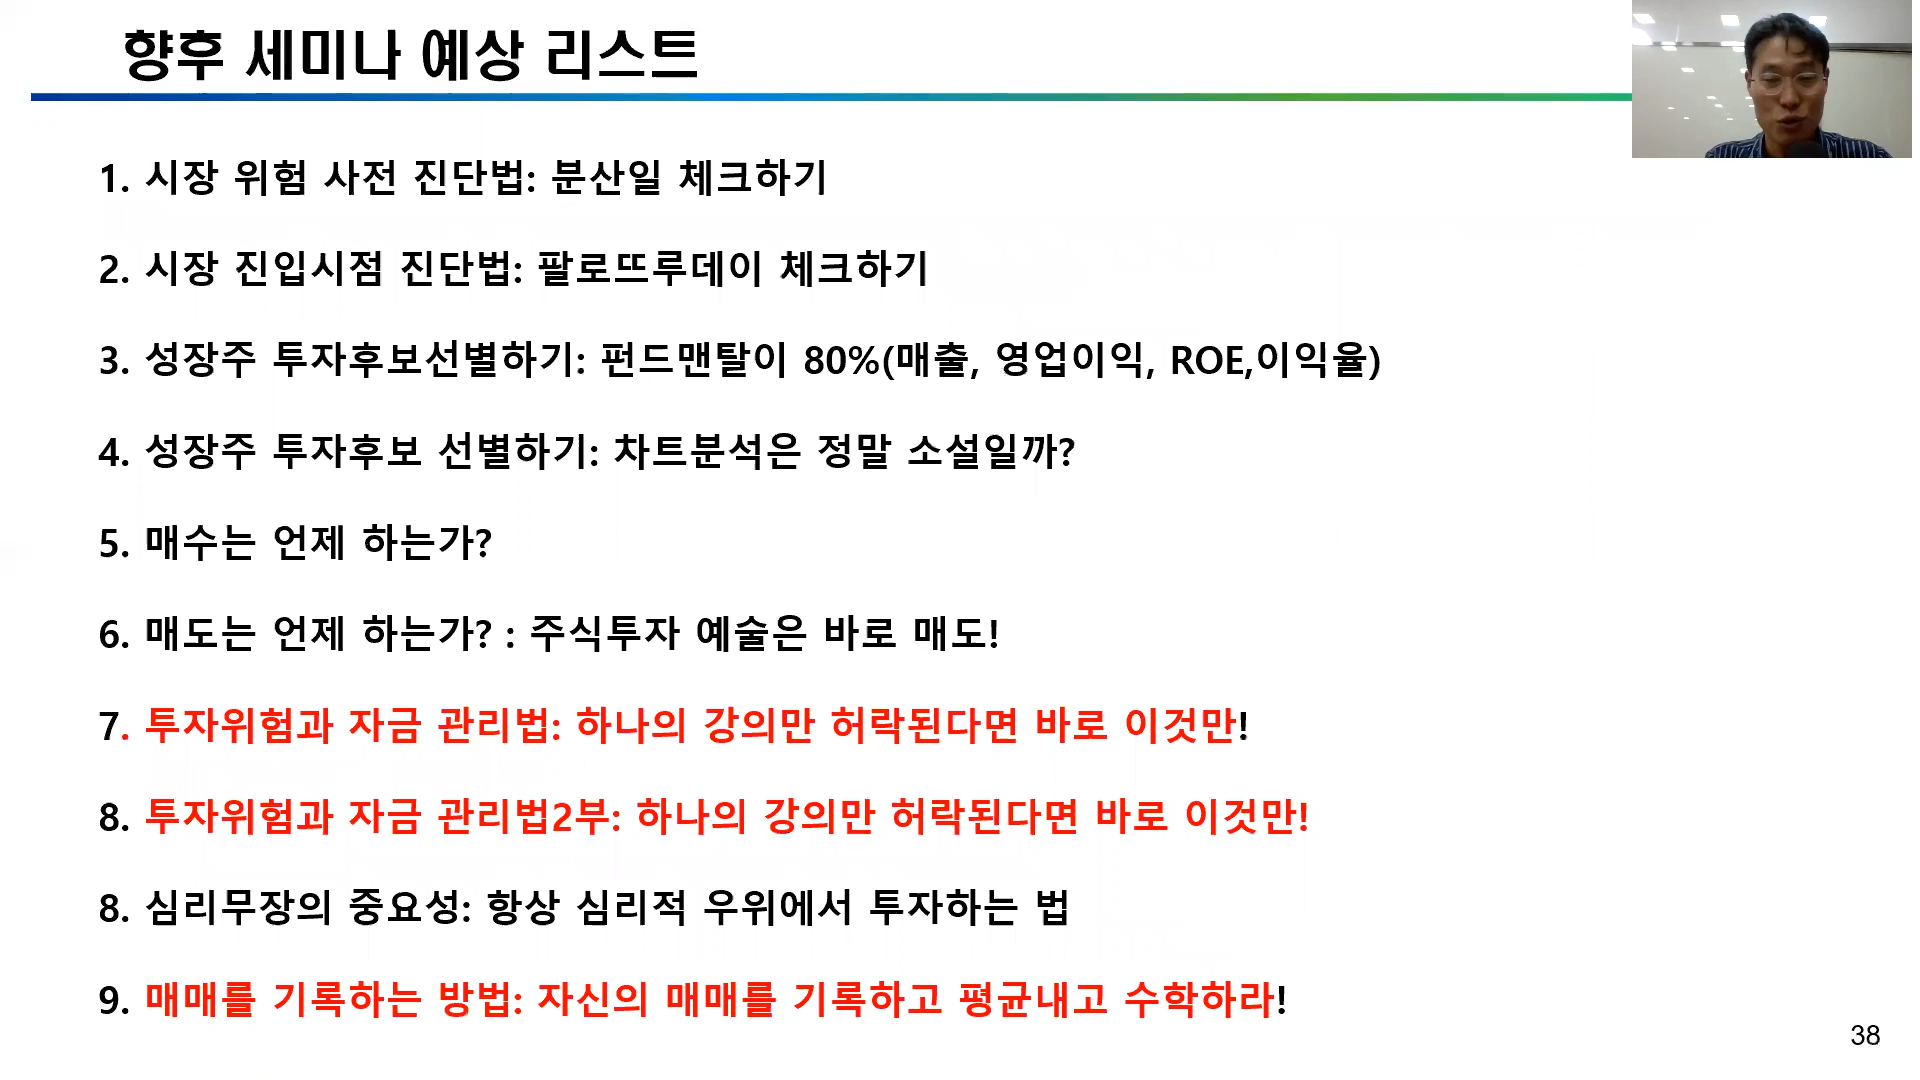 향후 세미나 예상 리스트
1. 시장 위험 사전 진단법: 분산일 체크하기
2. 시장 진입시점 진단법: 팔로뜨루데이 체크하기
3. 성장주 투자후보선별하기: 펀드맨탈이 80%(매출, 영업이익, ROE,이익율)
4. 성장주 투자후보 선별하기: 차트분석은 정말 소설일까?
5. 매수는 언제 하는가?
6. 매도는 언제 하는가? : 주식투자 예술은 바로 매도!
7. 투자위험과 자금 관리법: 하나의 강의만 허락된다면 바로 이것만!
8. 투자위험과 자금 관리법2부: 하나의 강의만 허락된다면 바로 이것만!
8. 심리무장의 중요성: 항상 심리적 우위에서 투자하는 법
9. 매매를 기록하는 방법: 자신의 매매를 기록하고 평균내고 수학하라!
38